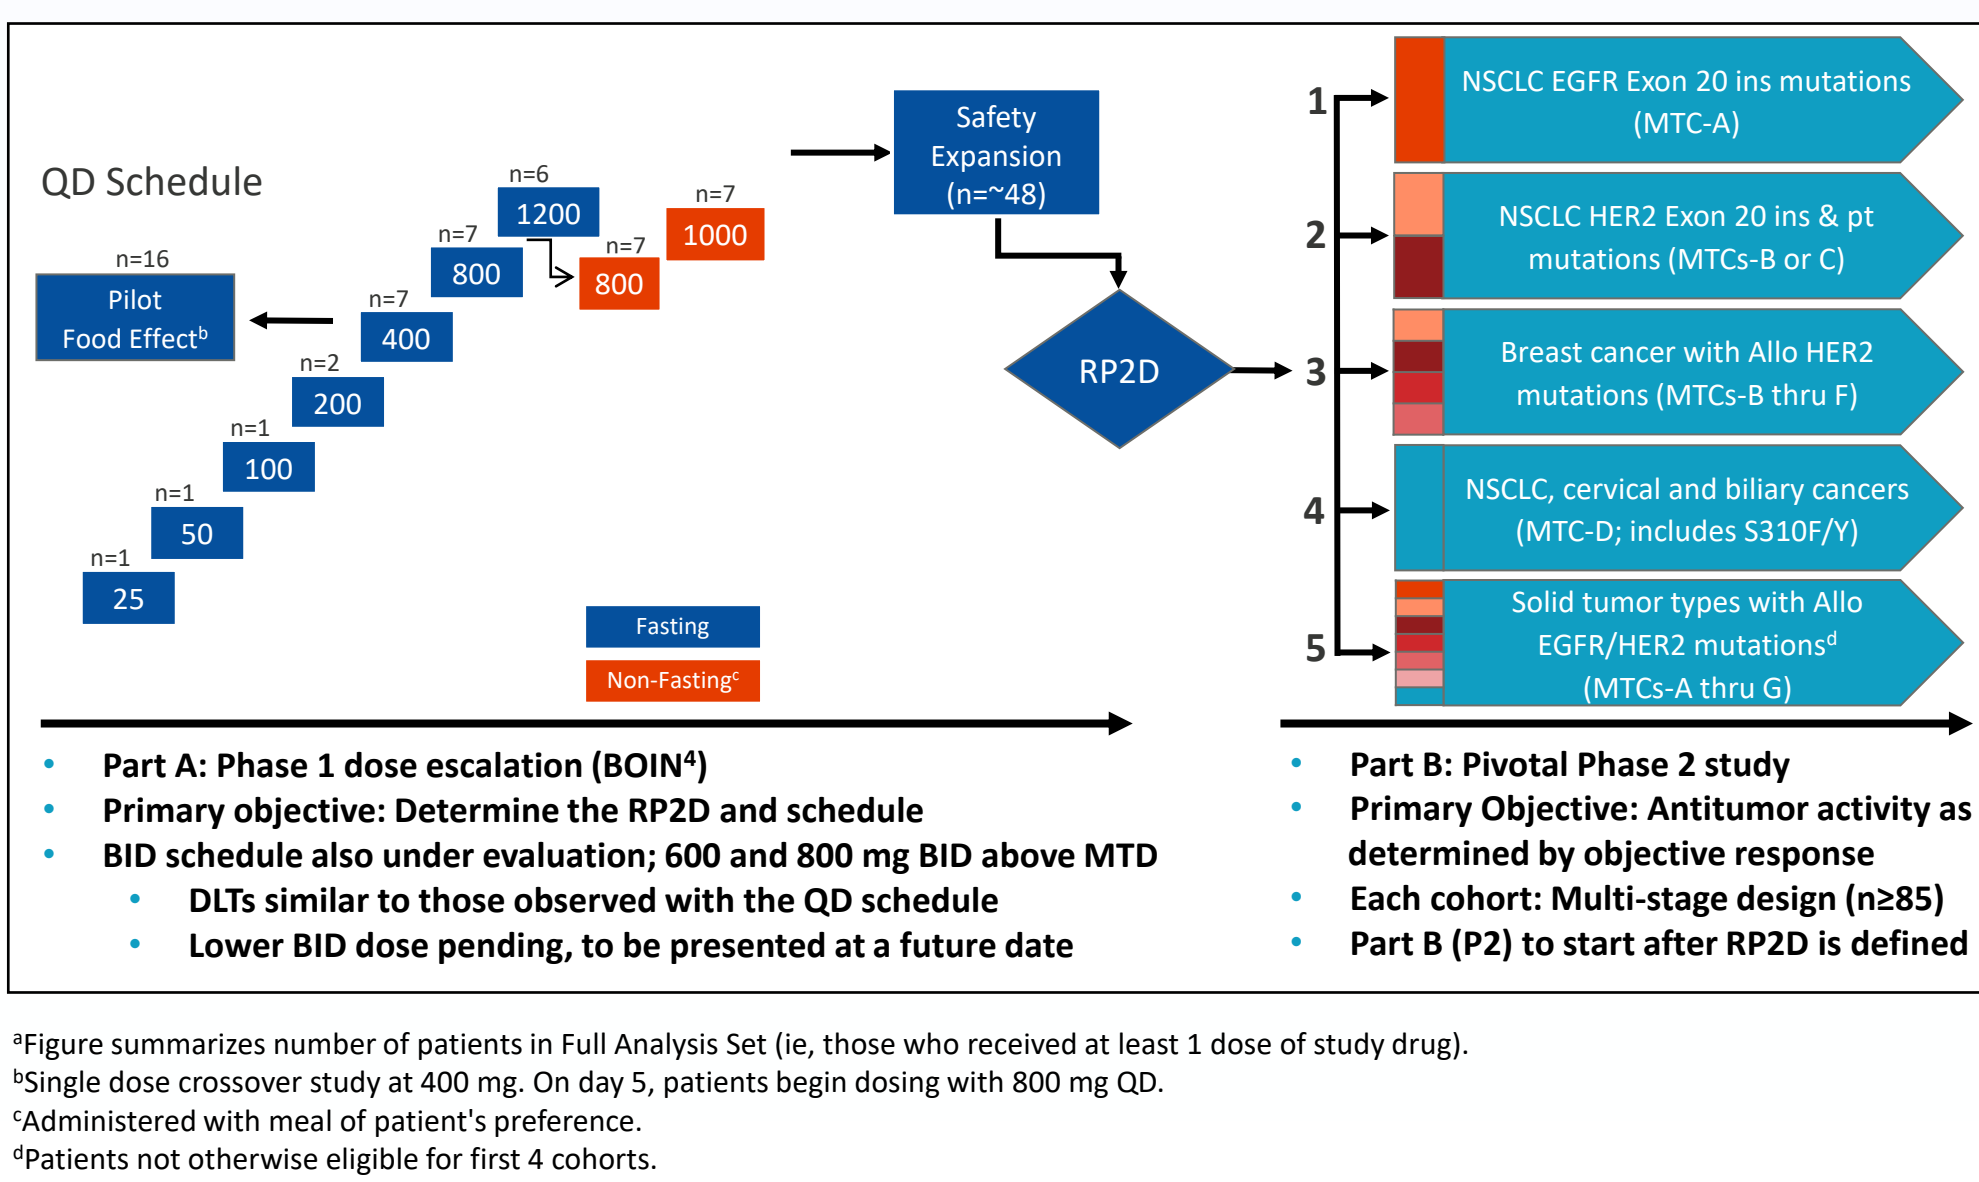 QD Schedule
n=16
Pilot
Food Effectᵇ
n=1
25
n=1
50
n=1
100
n=2
200
n=7
400
n=7
800
n=6
1200
n=7
800
n=7
1000
Fasting
Non-Fastingᶜ
Safety
Expansion
(n=~48)
RP2D
1
NSCLC EGFR Exon 20 ins mutations
(MTC-A)
2
NSCLC HER2 Exon 20 ins & pt
mutations (MTCs-B or C)
3
Breast cancer with Allo HER2
mutations (MTCs-B thru F)
4
NSCLC, cervical and biliary cancers
(MTC-D; includes S310F/Y)
5
Solid tumor types with Allo
EGFR/HER2 mutationsᵈ
(MTCs-A thru G)
• Part A: Phase 1 dose escalation (BOIN⁴)
• Primary objective: Determine the RP2D and schedule
• BID schedule also under evaluation; 600 and 800 mg BID above MTD
• DLTs similar to those observed with the QD schedule
• Lower BID dose pending, to be presented at a future date
• Part B: Pivotal Phase 2 study
• Primary Objective: Antitumor activity as
determined by objective response
• Each cohort: Multi-stage design (n≥85)
• Part B (P2) to start after RP2D is defined
ᵃFigure summarizes number of patients in Full Analysis Set (ie, those who received at least 1 dose of study drug).
ᵇSingle dose crossover study at 400 mg. On day 5, patients begin dosing with 800 mg QD.
ᶜAdministered with meal of patient's preference.
ᵈPatients not otherwise eligible for first 4 cohorts.